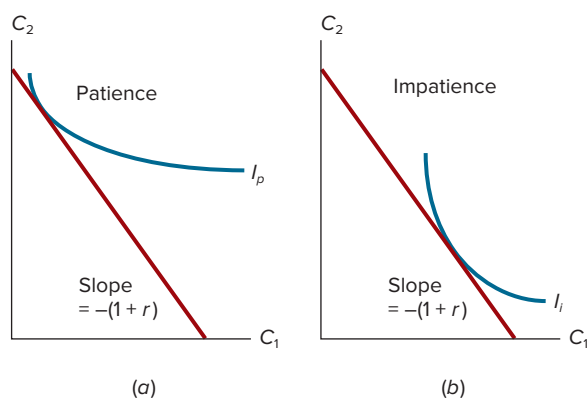 C₂
Patience
Iₚ
Slope
= –(1 + r)
C₁
(a)
C₂
Impatience
Iᵢ
Slope
= –(1 + r)
C₁
(b)